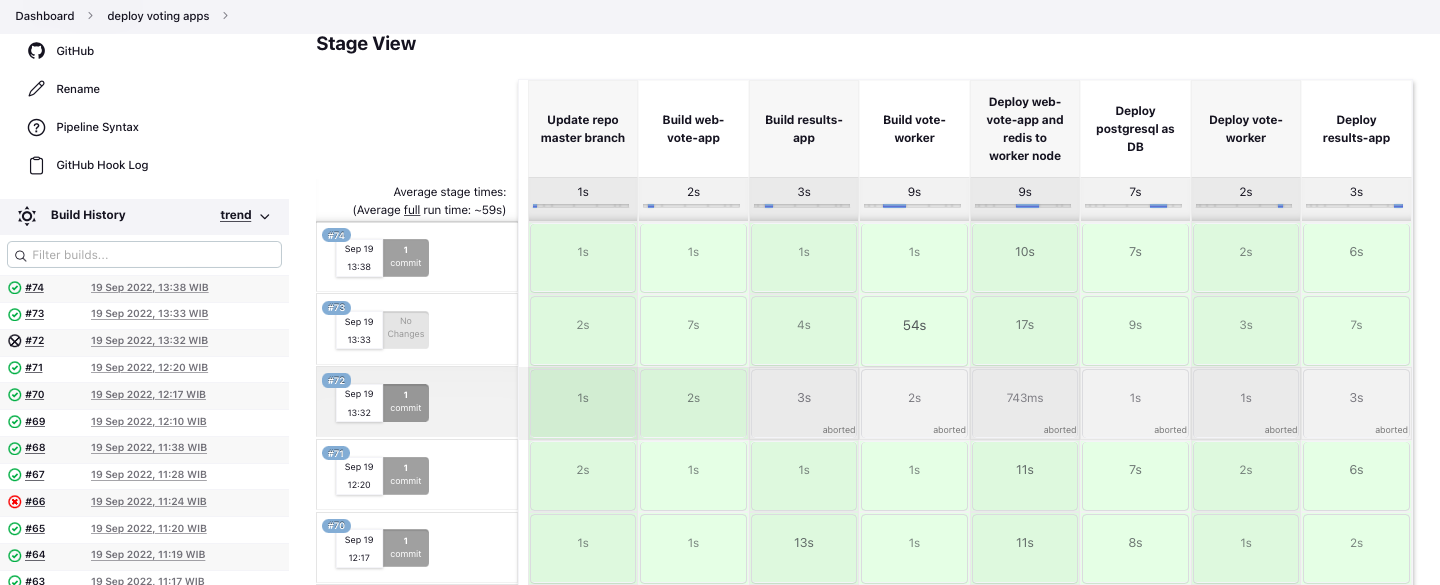 Dashboard > deploy voting apps >
GitHub
Rename
Pipeline Syntax
GitHub Hook Log
Build History trend
Filter builds...
#74 19 Sep 2022, 13:38 WIB
#73 19 Sep 2022, 13:33 WIB
#72 19 Sep 2022, 13:32 WIB
#71 19 Sep 2022, 12:20 WIB
#70 19 Sep 2022, 12:17 WIB
#69 19 Sep 2022, 12:10 WIB
#68 19 Sep 2022, 11:38 WIB
#67 19 Sep 2022, 11:28 WIB
#66 19 Sep 2022, 11:24 WIB
#65 19 Sep 2022, 11:20 WIB
#64 19 Sep 2022, 11:19 WIB
#63 19 Sep 2022, 11:17 WIB
Stage View
Update repo
master branch
Build web-
vote-app
Build results-
app
Build vote-
worker
Deploy web-
vote-app and
redis to
worker node
Deploy
postgresql as
DB
Deploy vote-
worker
Deploy
results-app
Average stage times:
(Average full run time: ~59s)
1s 2s 3s 9s 9s 7s 2s 3s
#74
Sep 19
13:38
1
commit
1s 1s 1s 1s 10s 7s 2s 6s
#73
Sep 19
13:33
No
Changes
2s 7s 4s 54s 17s 9s 3s 7s
#72
Sep 19
13:32
1
commit
1s 2s 3s 2s 743ms 1s 1s 3s
aborted aborted aborted aborted aborted aborted
#71
Sep 19
12:20
1
commit
2s 1s 1s 1s 11s 7s 2s 6s
#70
Sep 19
12:17
1
commit
1s 1s 13s 1s 11s 8s 1s 2s